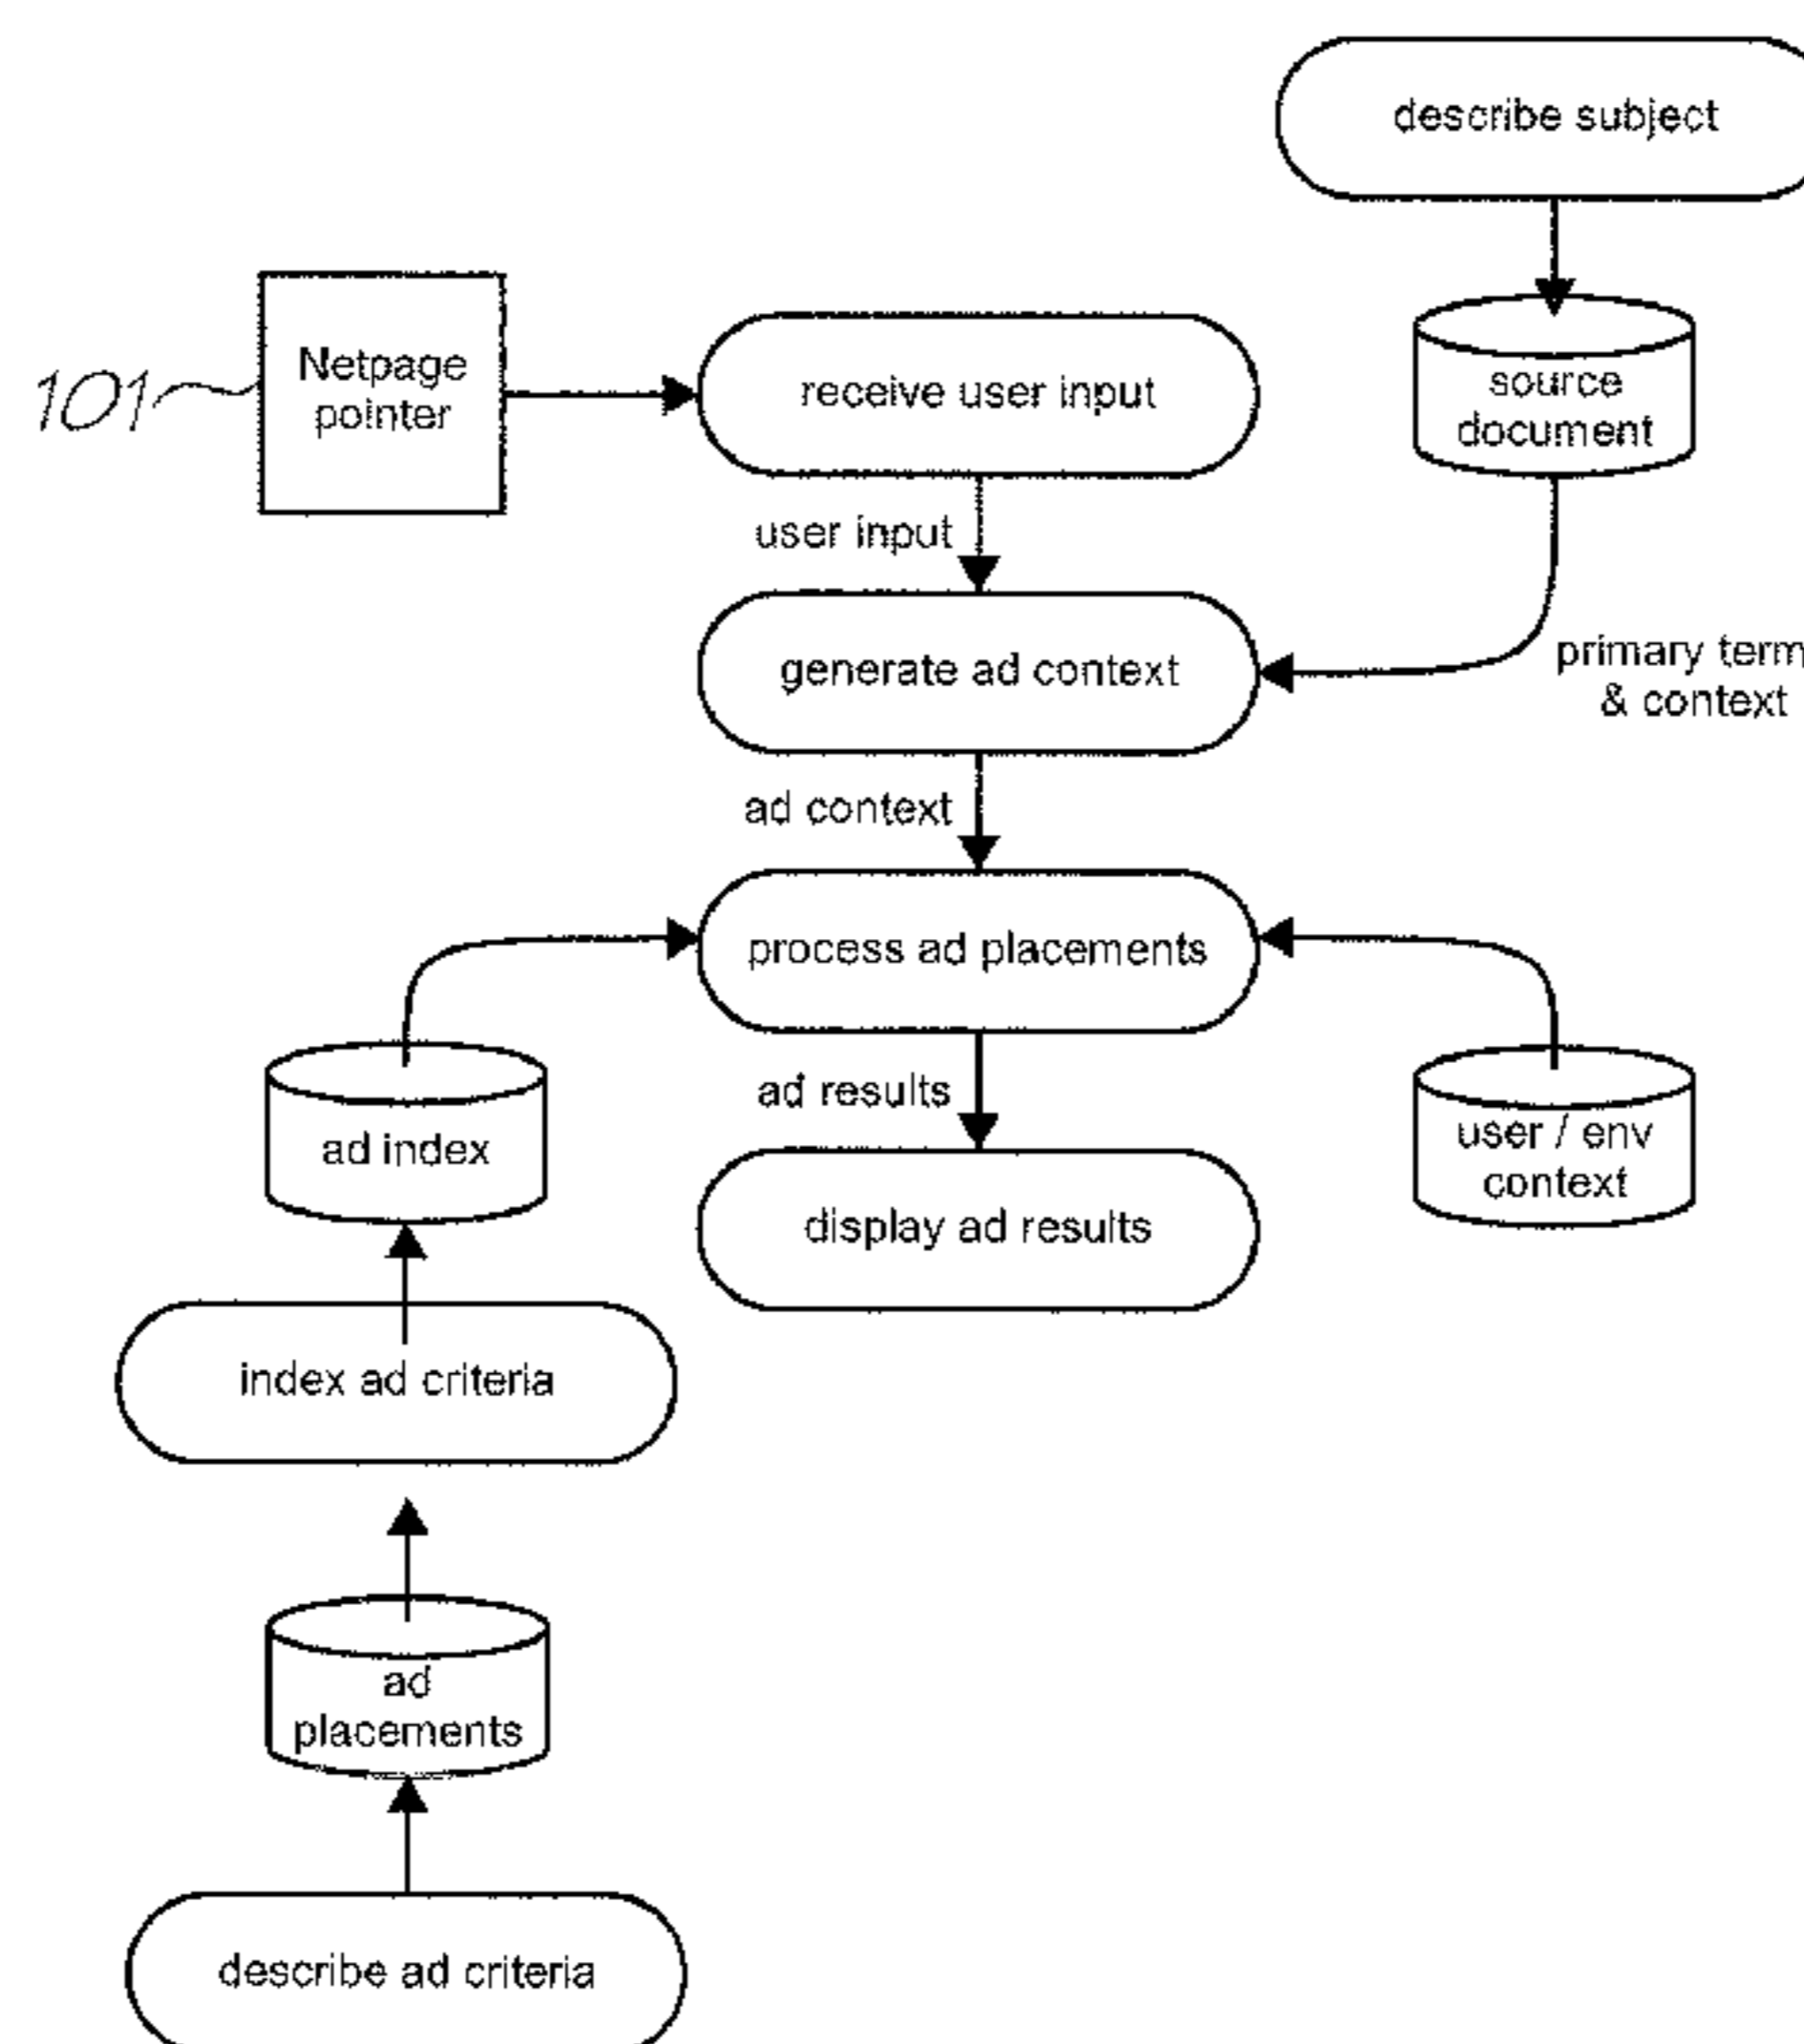 describe subject
Netpage
pointer
101
receive user input
source
document
user input
generate ad context
primary term
& context
ad context
process ad placements
ad results
ad index
user / env
context
display ad results
index ad criteria
ad
placements
describe ad criteria